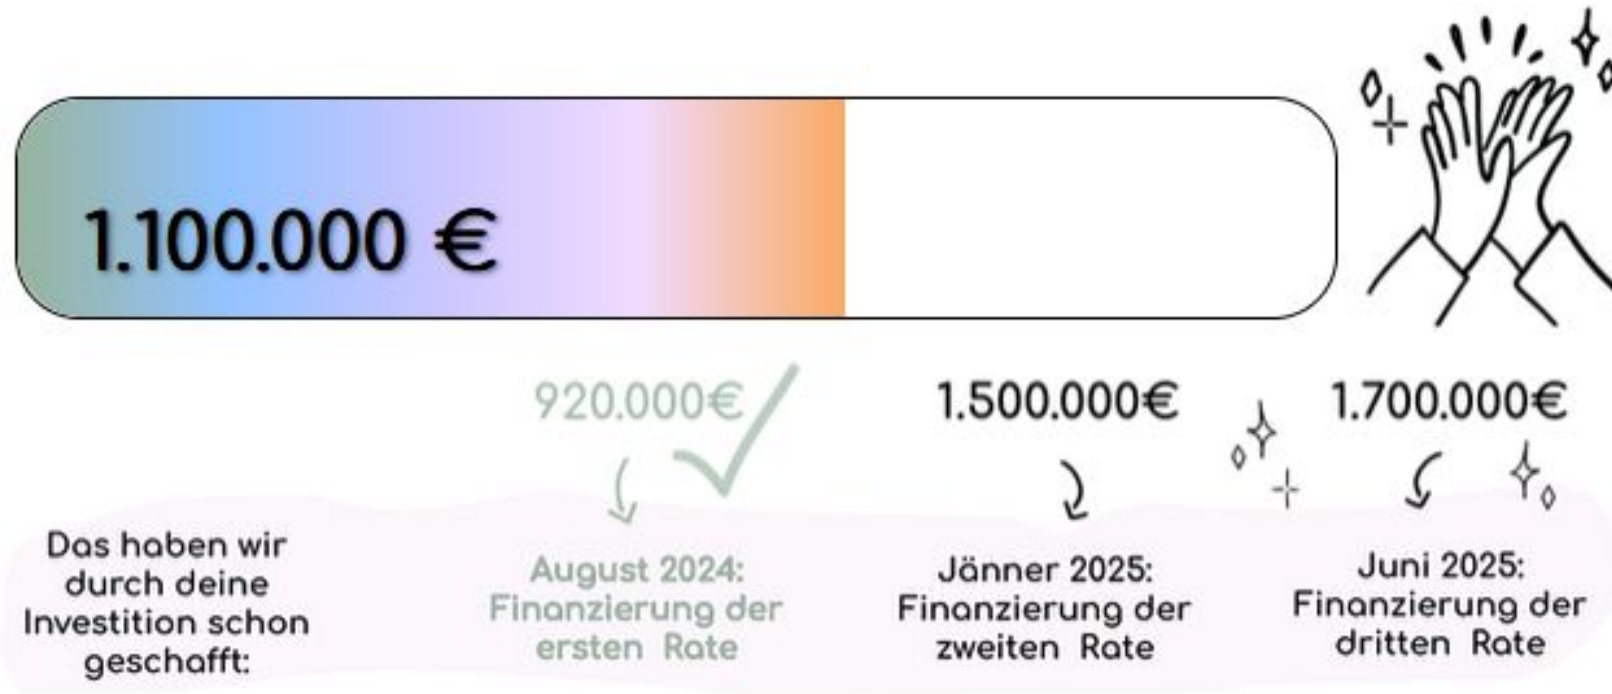 1.100.000 €
920.000€
1.500.000€
1.700.000€
Das haben wir
durch deine
Investition schon
geschafft:
August 2024:
Finanzierung der
ersten Rate
Jänner 2025:
Finanzierung der
zweiten Rate
Juni 2025:
Finanzierung der
dritten Rate